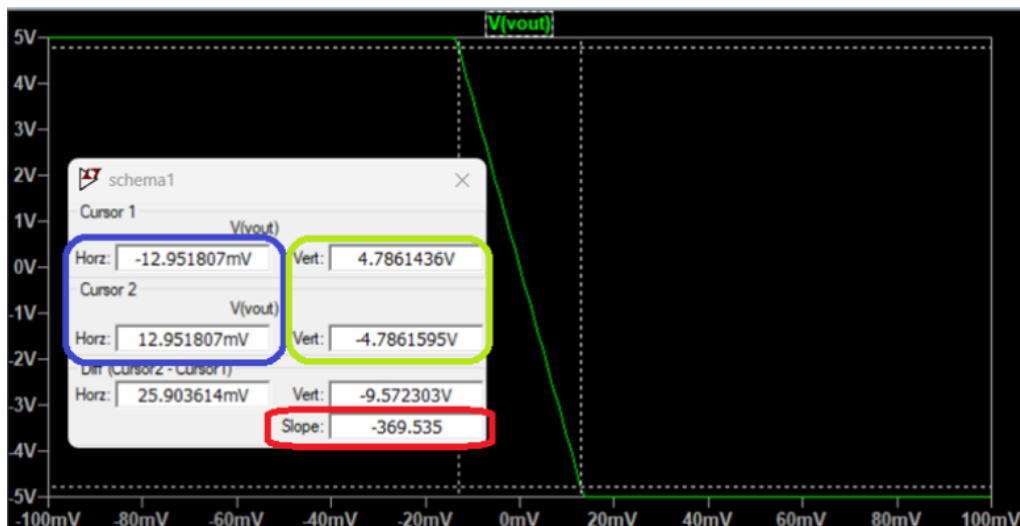 V(vout)
5V
4V
3V
2V
1V
0V
-1V
-2V
-3V
-4V
-5V
schema1
Cursor 1
V(vout)
Horz: -12.951807mV Vert: 4.7861436V
Cursor 2
V(vout)
Horz: 12.951807mV Vert: -4.7861595V
Diff (Cursor2 - Cursor1)
Horz: 25.903614mV Vert: -9.572303V
Slope: -369.535
-100mV -80mV -60mV -40mV -20mV 0mV 20mV 40mV 60mV 80mV 100mV